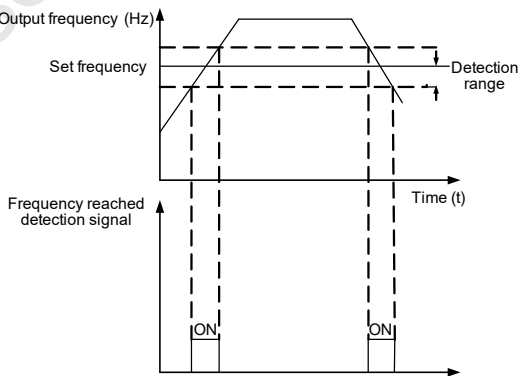 Output frequency (Hz)
Set frequency
Detection
range
Time (t)
Frequency reached
detection signal
ON
ON